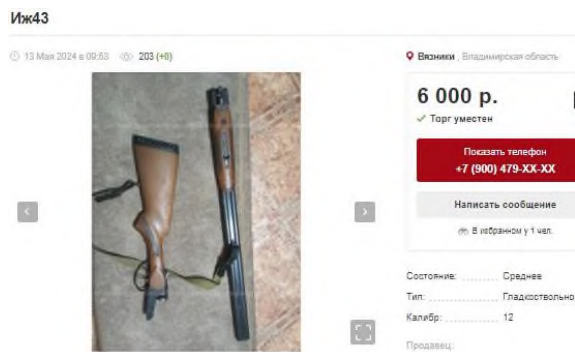 Иж43
13 Мая 2024 в 09:53 203 (+0)
Вязники, Владимирская область
6 000 р.
Торг уместен
Показать телефон
+7 (900) 479-XX-XX
Написать сообщение
В избранном у 1 чел.
Состояние: Среднее
Тип: Гладкоствольно
Калибр: 12
Продавец: